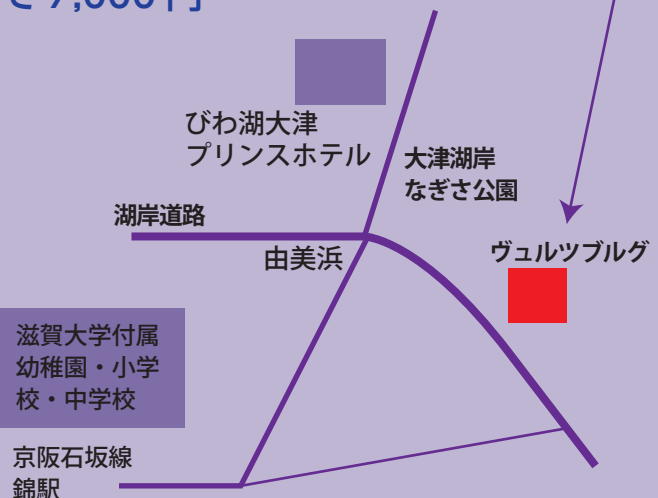 びわ湖大津
プリンスホテル
大津湖岸
なぎさ公園
湖岸道路
由美浜
ヴュルツブルグ
滋賀大学付属
幼稚園・小学
校・中学校
京阪石坂線
錦駅